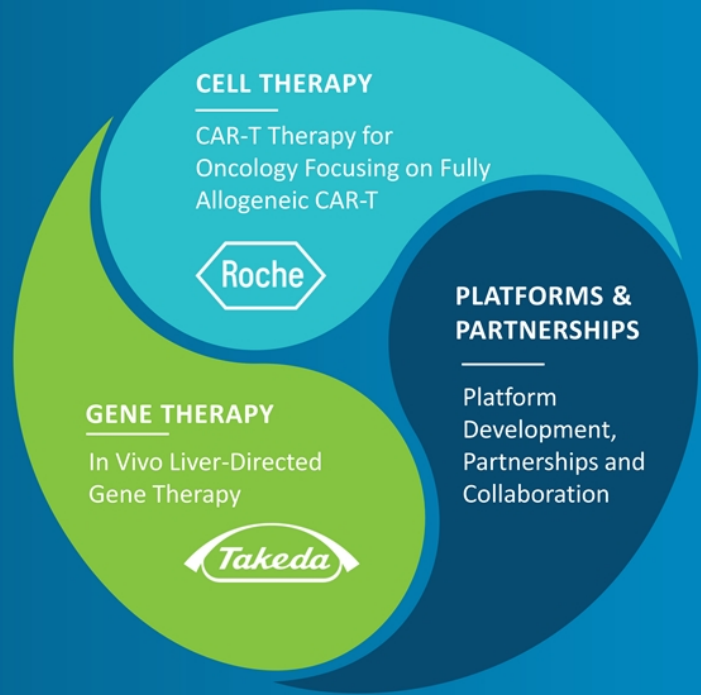 CELL THERAPY
CAR-T Therapy for
Oncology Focusing on Fully
Allogeneic CAR-T
Roche
PLATFORMS &
PARTNERSHIPS
Platform
Development,
Partnerships and
Collaboration
GENE THERAPY
In Vivo Liver-Directed
Gene Therapy
Takeda